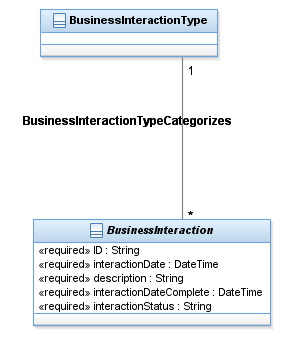 BusinessInteractionType
1
BusinessInteractionTypeCategorizes
*
BusinessInteraction
«required» ID : String
«required» interactionDate : DateTime
«required» description : String
«required» interactionDateComplete : DateTime
«required» interactionStatus : String